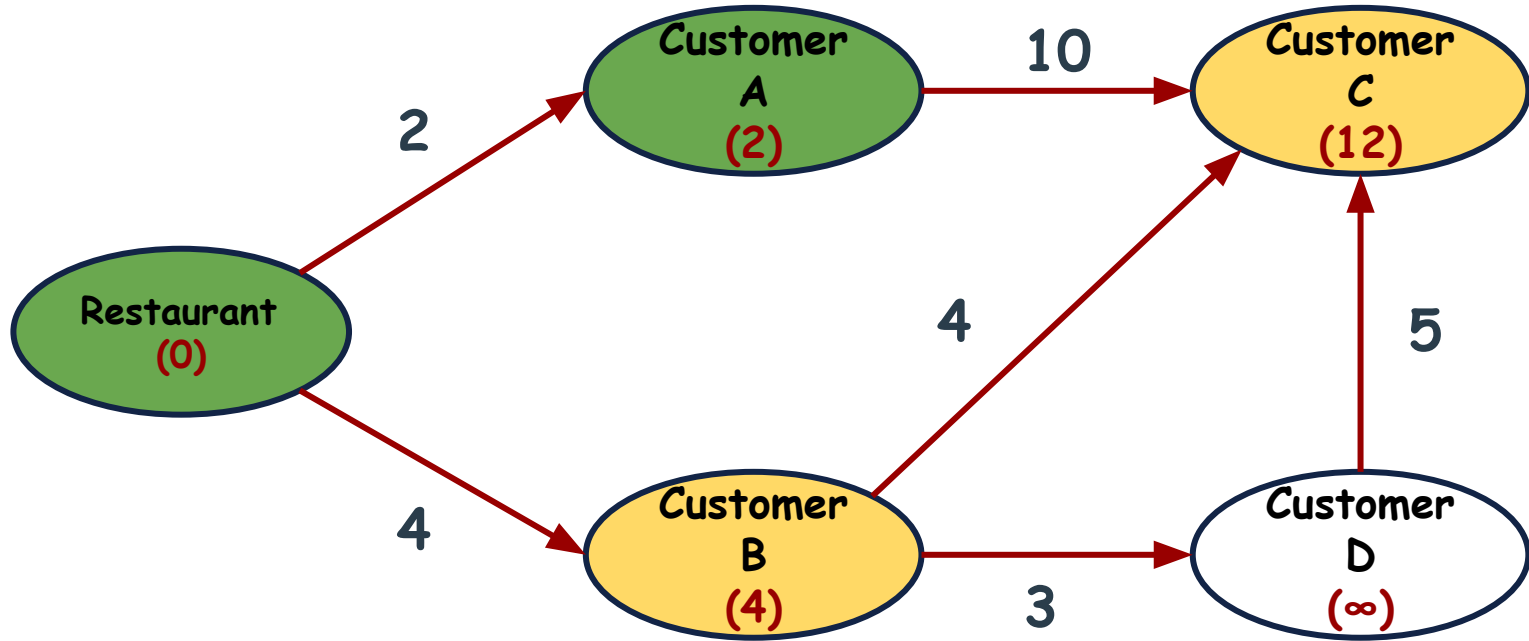 Customer
A
(2)
10
Customer
C
(12)
2
Restaurant
(0)
4
5
4
Customer
B
(4)
3
Customer
D
(∞)